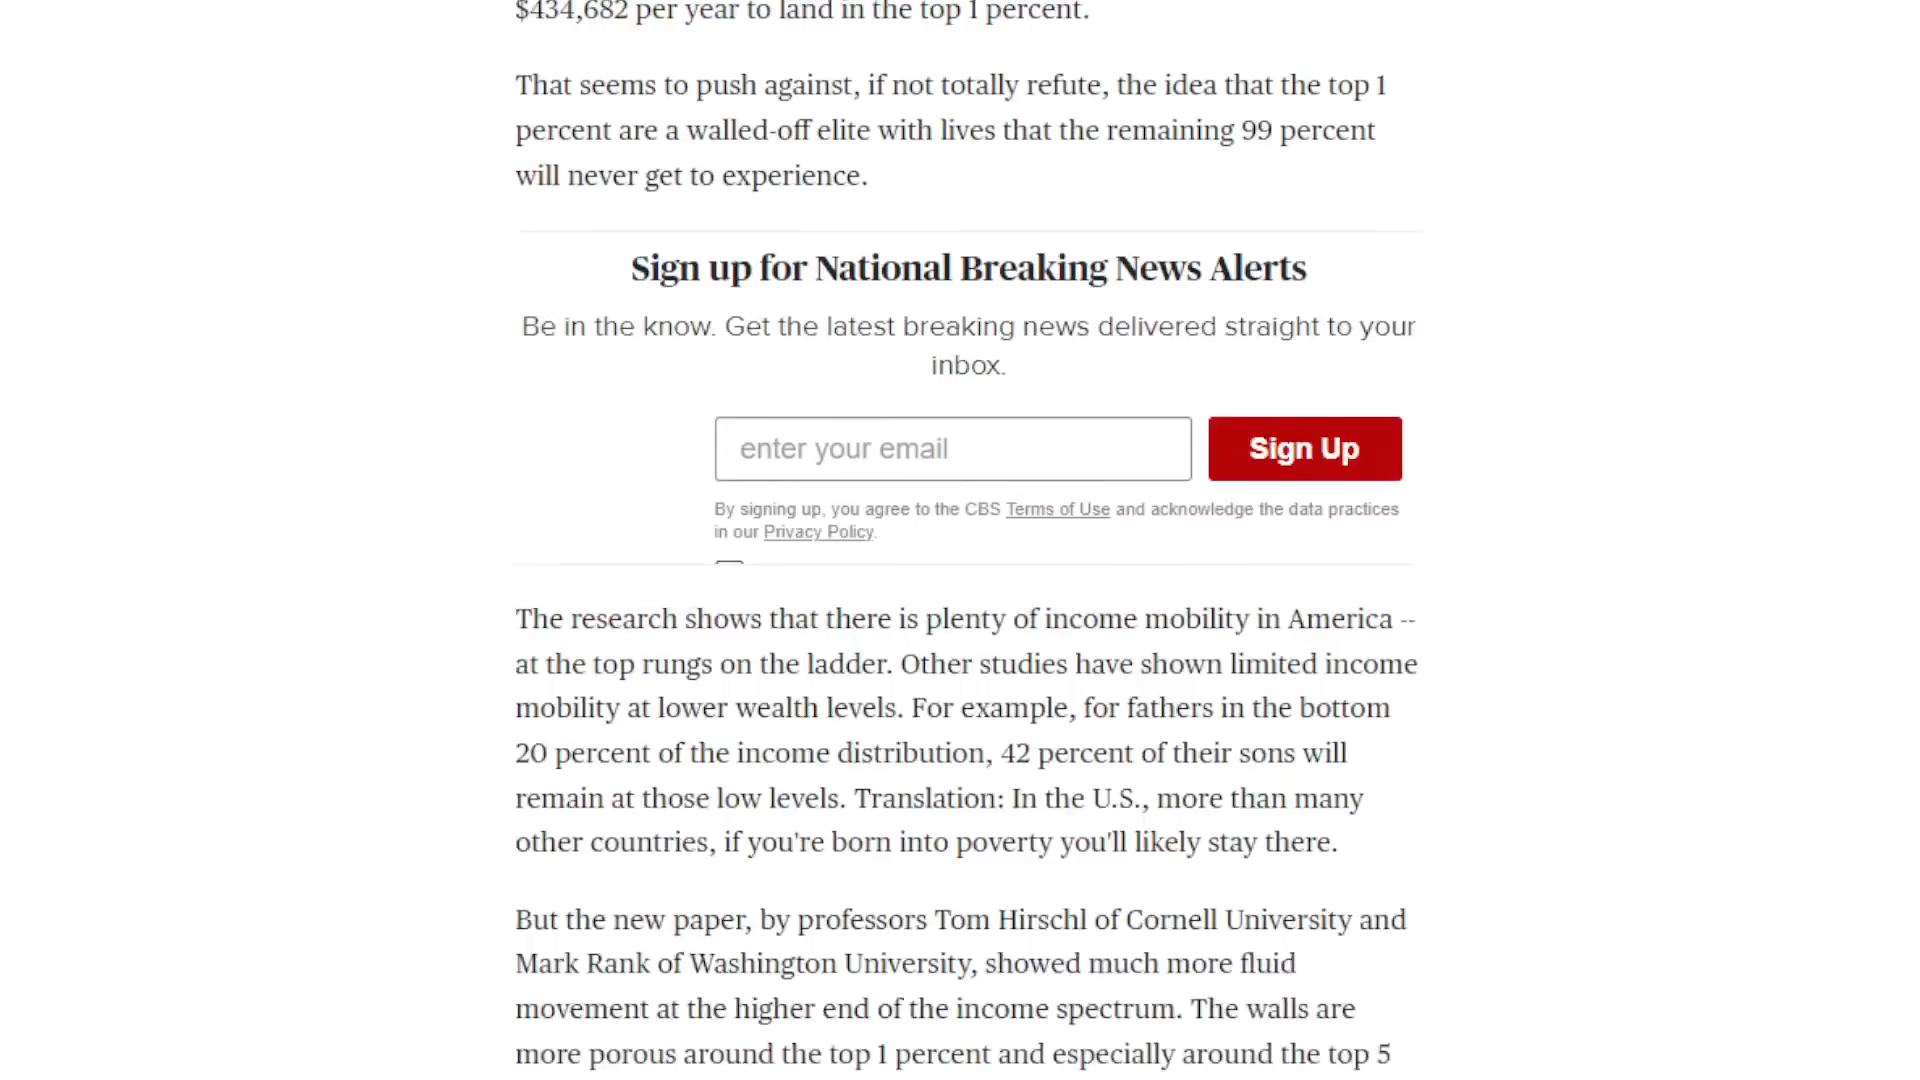 $434,682 per year to land in the top 1 percent.
That seems to push against, if not totally refute, the idea that the top 1
percent are a walled-off elite with lives that the remaining 99 percent
will never get to experience.
Sign up for National Breaking News Alerts
Be in the know. Get the latest breaking news delivered straight to your
inbox.
enter your email
Sign Up
By signing up, you agree to the CBS Terms of Use and acknowledge the data practices
in our Privacy Policy.
The research shows that there is plenty of income mobility in America --
at the top rungs on the ladder. Other studies have shown limited income
mobility at lower wealth levels. For example, for fathers in the bottom
20 percent of the income distribution, 42 percent of their sons will
remain at those low levels. Translation: In the U.S., more than many
other countries, if you're born into poverty you'll likely stay there.
But the new paper, by professors Tom Hirschl of Cornell University and
Mark Rank of Washington University, showed much more fluid
movement at the higher end of the income spectrum. The walls are
more porous around the top 1 percent and especially around the top 5